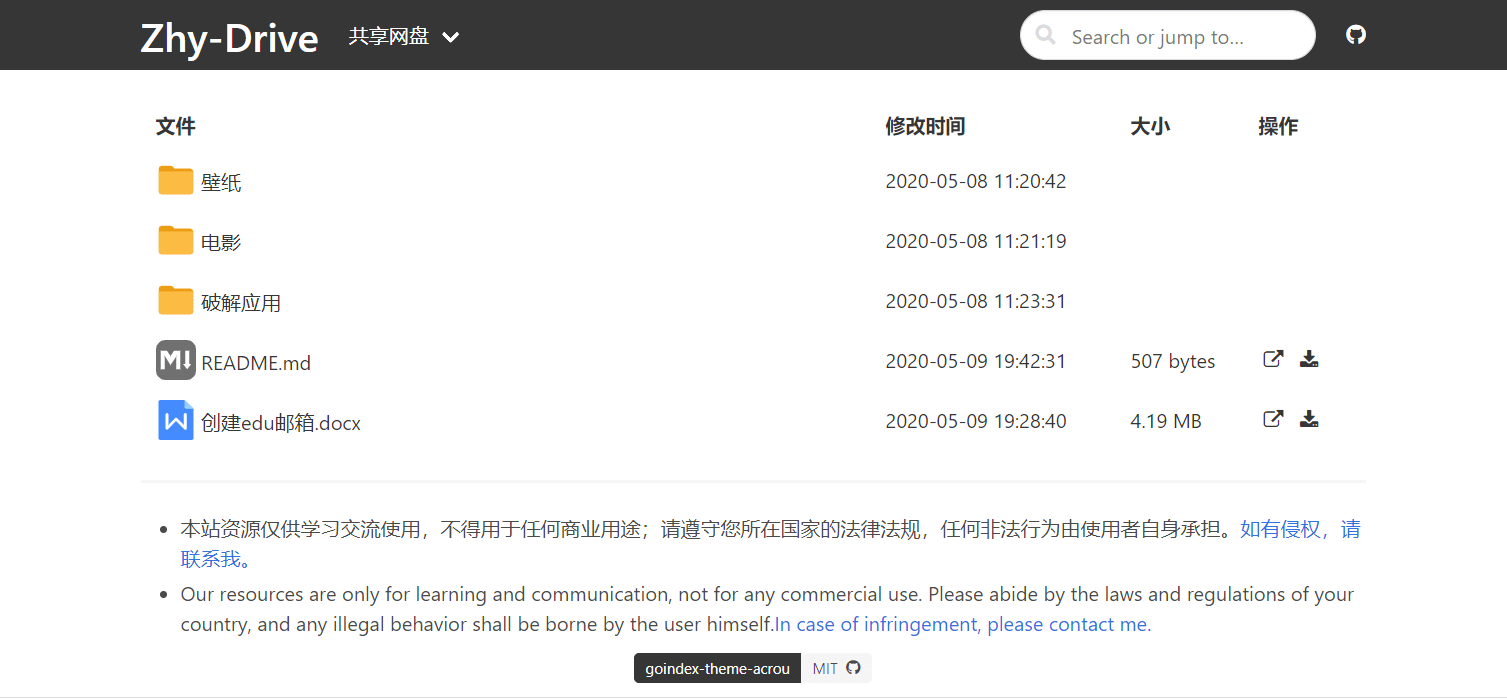 Zhy-Drive 共享网盘 Search or jump to...
文件 修改时间 大小 操作
壁纸 2020-05-08 11:20:42
电影 2020-05-08 11:21:19
破解应用 2020-05-08 11:23:31
M↓ README.md 2020-05-09 19:42:31 507 bytes
W 创建edu邮箱.docx 2020-05-09 19:28:40 4.19 MB
• 本站资源仅供学习交流使用，不得用于任何商业用途；请遵守您所在国家的法律法规，任何非法行为由使用者自身承担。如有侵权，请
联系我。
• Our resources are only for learning and communication, not for any commercial use. Please abide by the laws and regulations of your
country, and any illegal behavior shall be borne by the user himself.In case of infringement, please contact me.
goindex-theme-acrou MIT